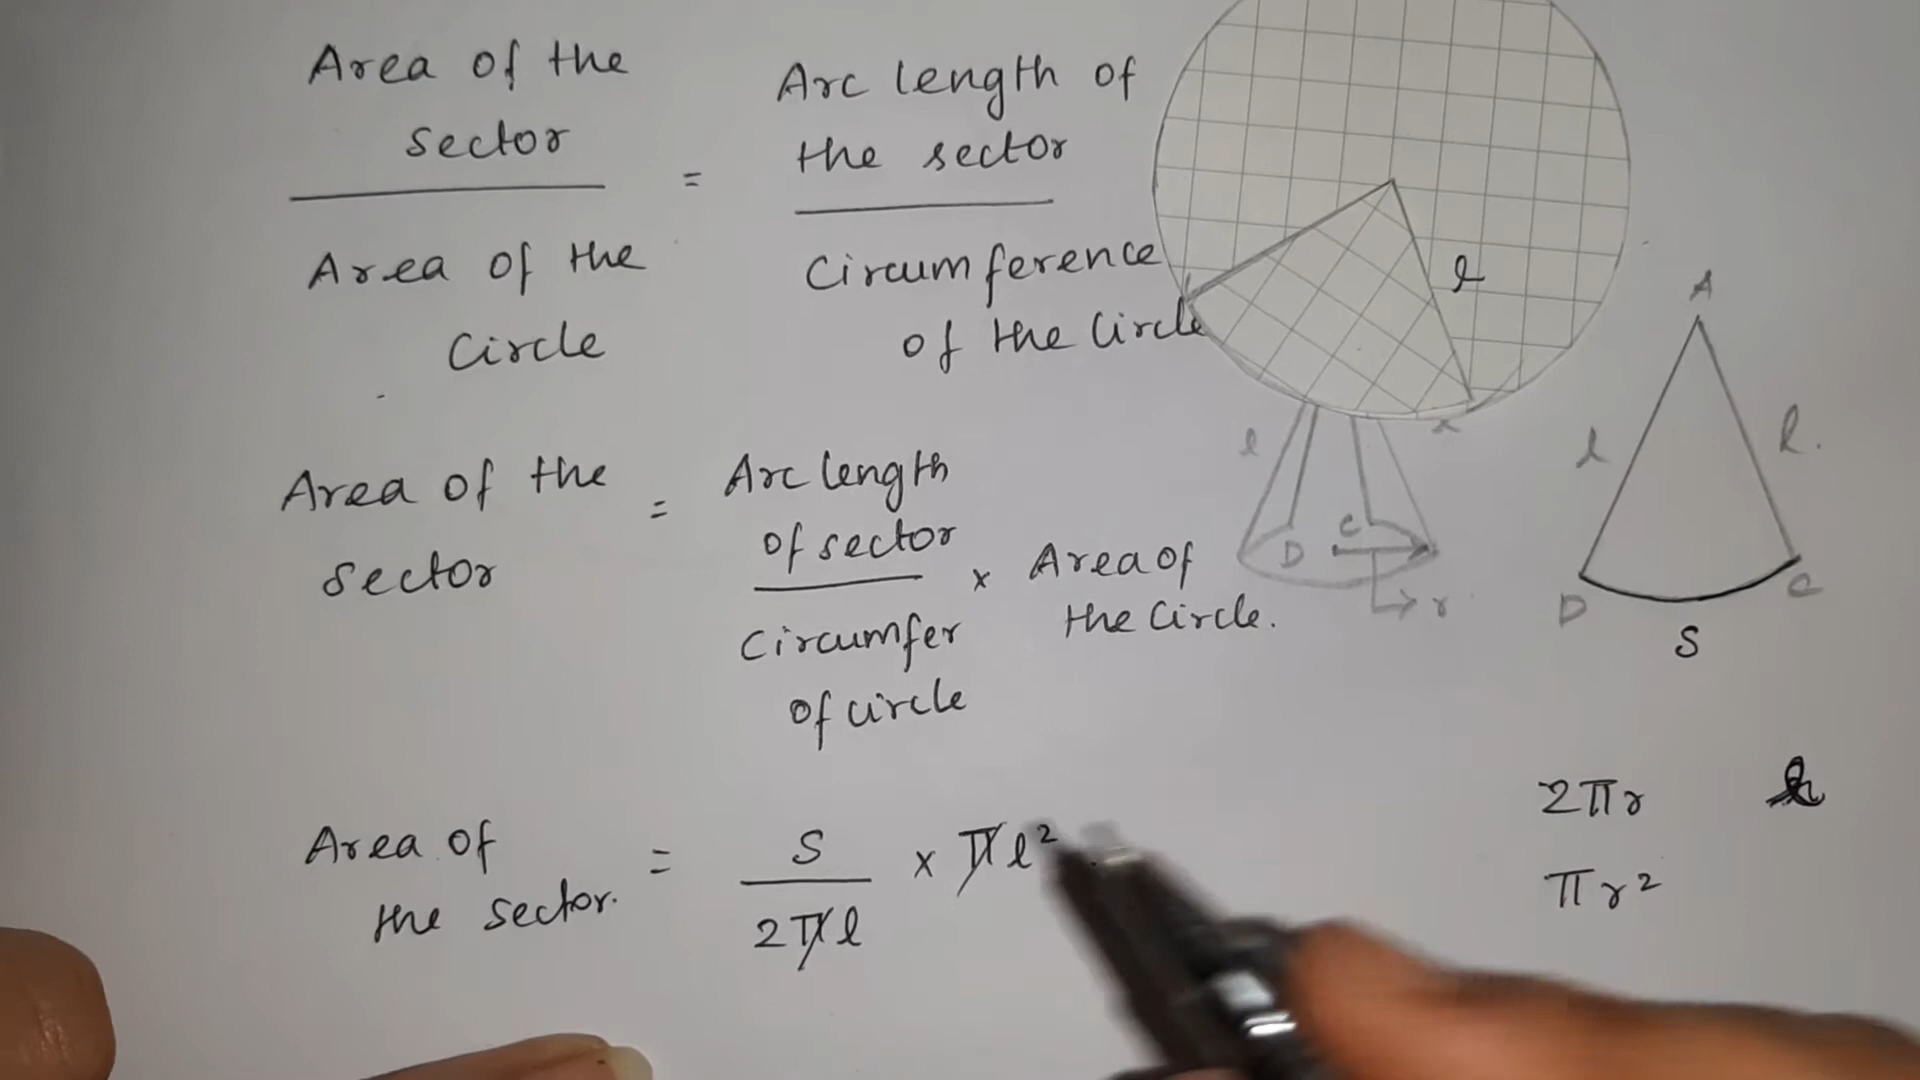 Area of the
sector
=
Arc length of
the sector
Area of the
Circle
Circumference
of the Circle
l
A
l
l
l
D
C
r
D
C
S
Area of the
sector
=
Arc length
of sector
Circumfer
of circle
x Area of
the Circle.
Area of
the sector.
=
S
2πl
x πl²
2πr
πr²